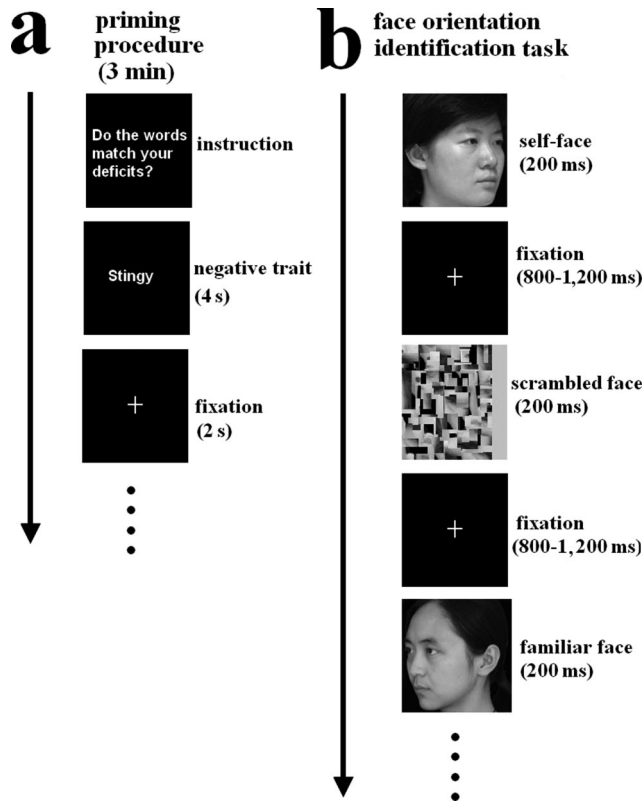 a
priming
procedure
(3 min)
Do the words
match your
deficits?
instruction
Stingy
negative trait
(4 s)
fixation
(2 s)
b
face orientation
identification task
self-face
(200 ms)
fixation
(800-1,200 ms)
scrambled face
(200 ms)
fixation
(800-1,200 ms)
familiar face
(200 ms)